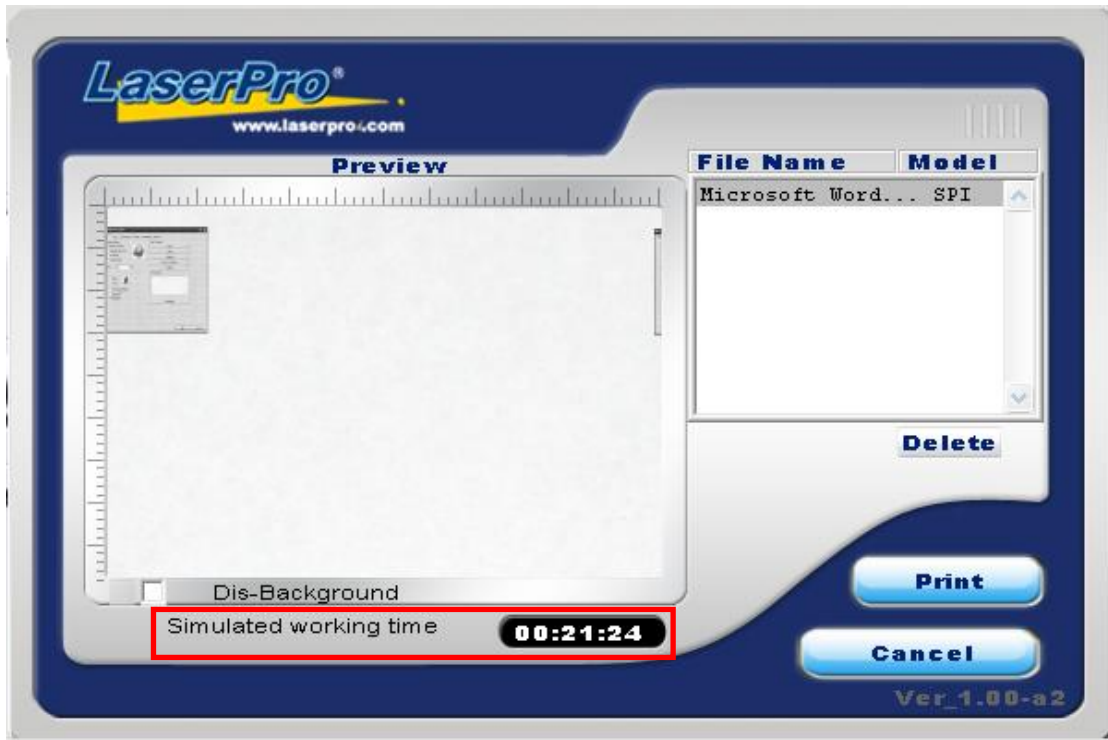 LaserPro®
www.laserpro4.com
Preview
File Name Model
Microsoft Word... SPI
Delete
Dis-Background
Simulated working time 00:21:24
Print
Cancel
Ver_1.00-a2